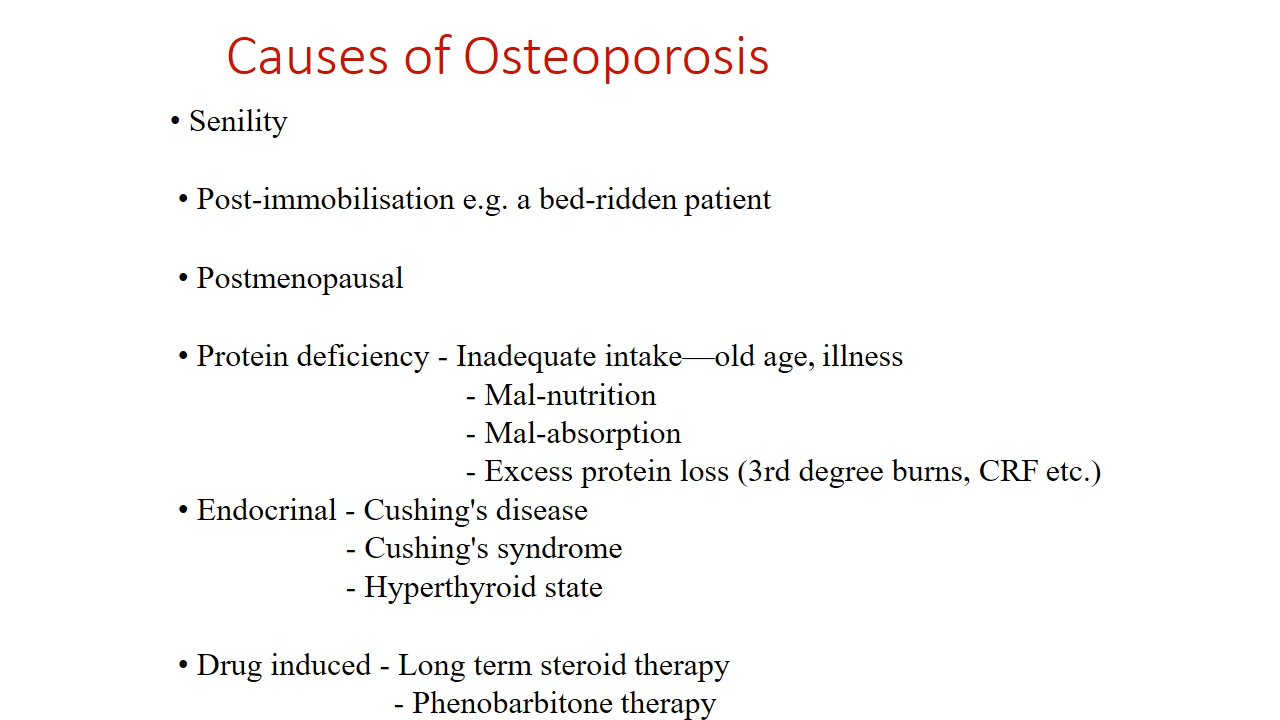 Causes of Osteoporosis
• Senility
• Post-immobilisation e.g. a bed-ridden patient
• Postmenopausal
• Protein deficiency - Inadequate intake—old age, illness
- Mal-nutrition
- Mal-absorption
- Excess protein loss (3rd degree burns, CRF etc.)
• Endocrinal - Cushing's disease
- Cushing's syndrome
- Hyperthyroid state
• Drug induced - Long term steroid therapy
- Phenobarbitone therapy